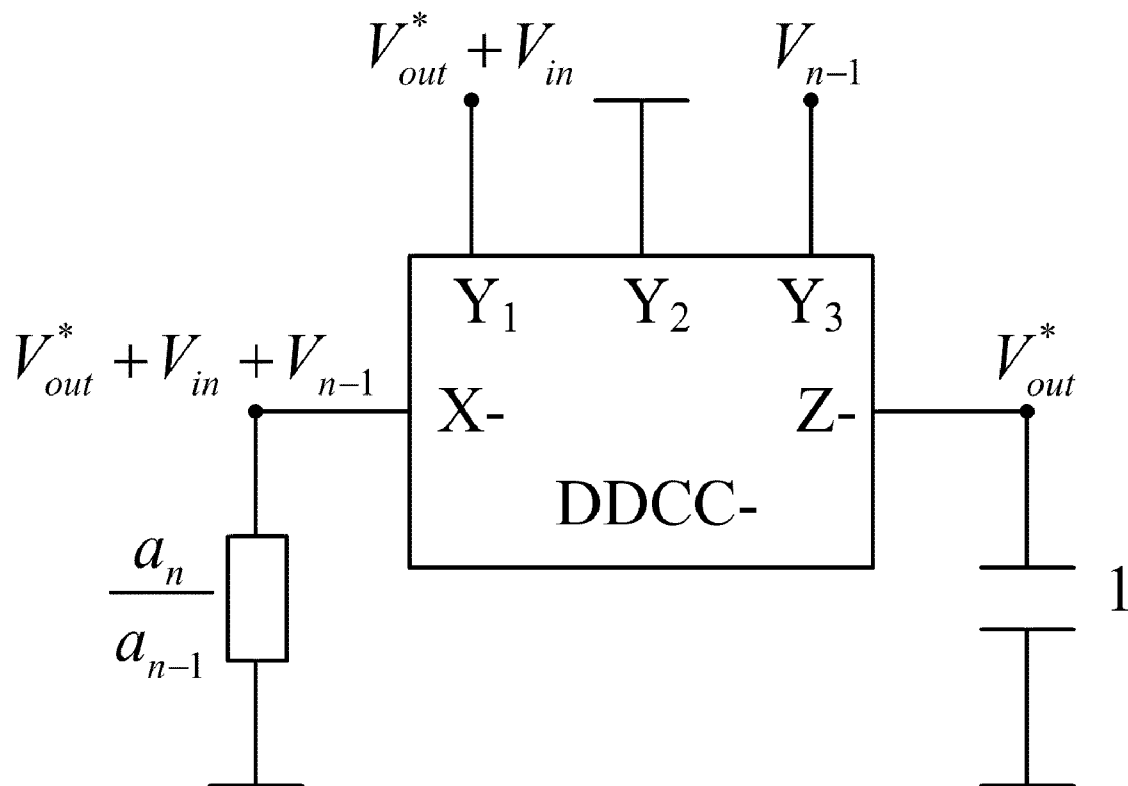 V*out + Vin
Vn−1
Y1 Y2 Y3
V*out + Vin + Vn−1
V*out
X- Z-
DDCC-
an
an−1
1